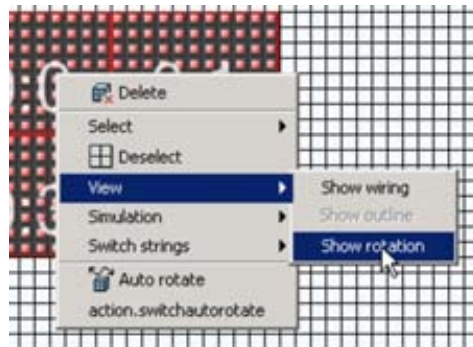 Delete
Select
Deselect
View
Show wiring
Simulation
Show outline
Switch strings
Show rotation
Auto rotate
action.switchautorotate